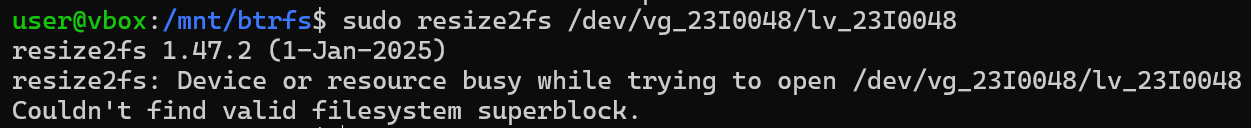 user@vbox:/mnt/btrfs$ sudo resize2fs /dev/vg_23I0048/lv_23I0048
resize2fs 1.47.2 (1-Jan-2025)
resize2fs: Device or resource busy while trying to open /dev/vg_23I0048/lv_23I0048
Couldn't find valid filesystem superblock.